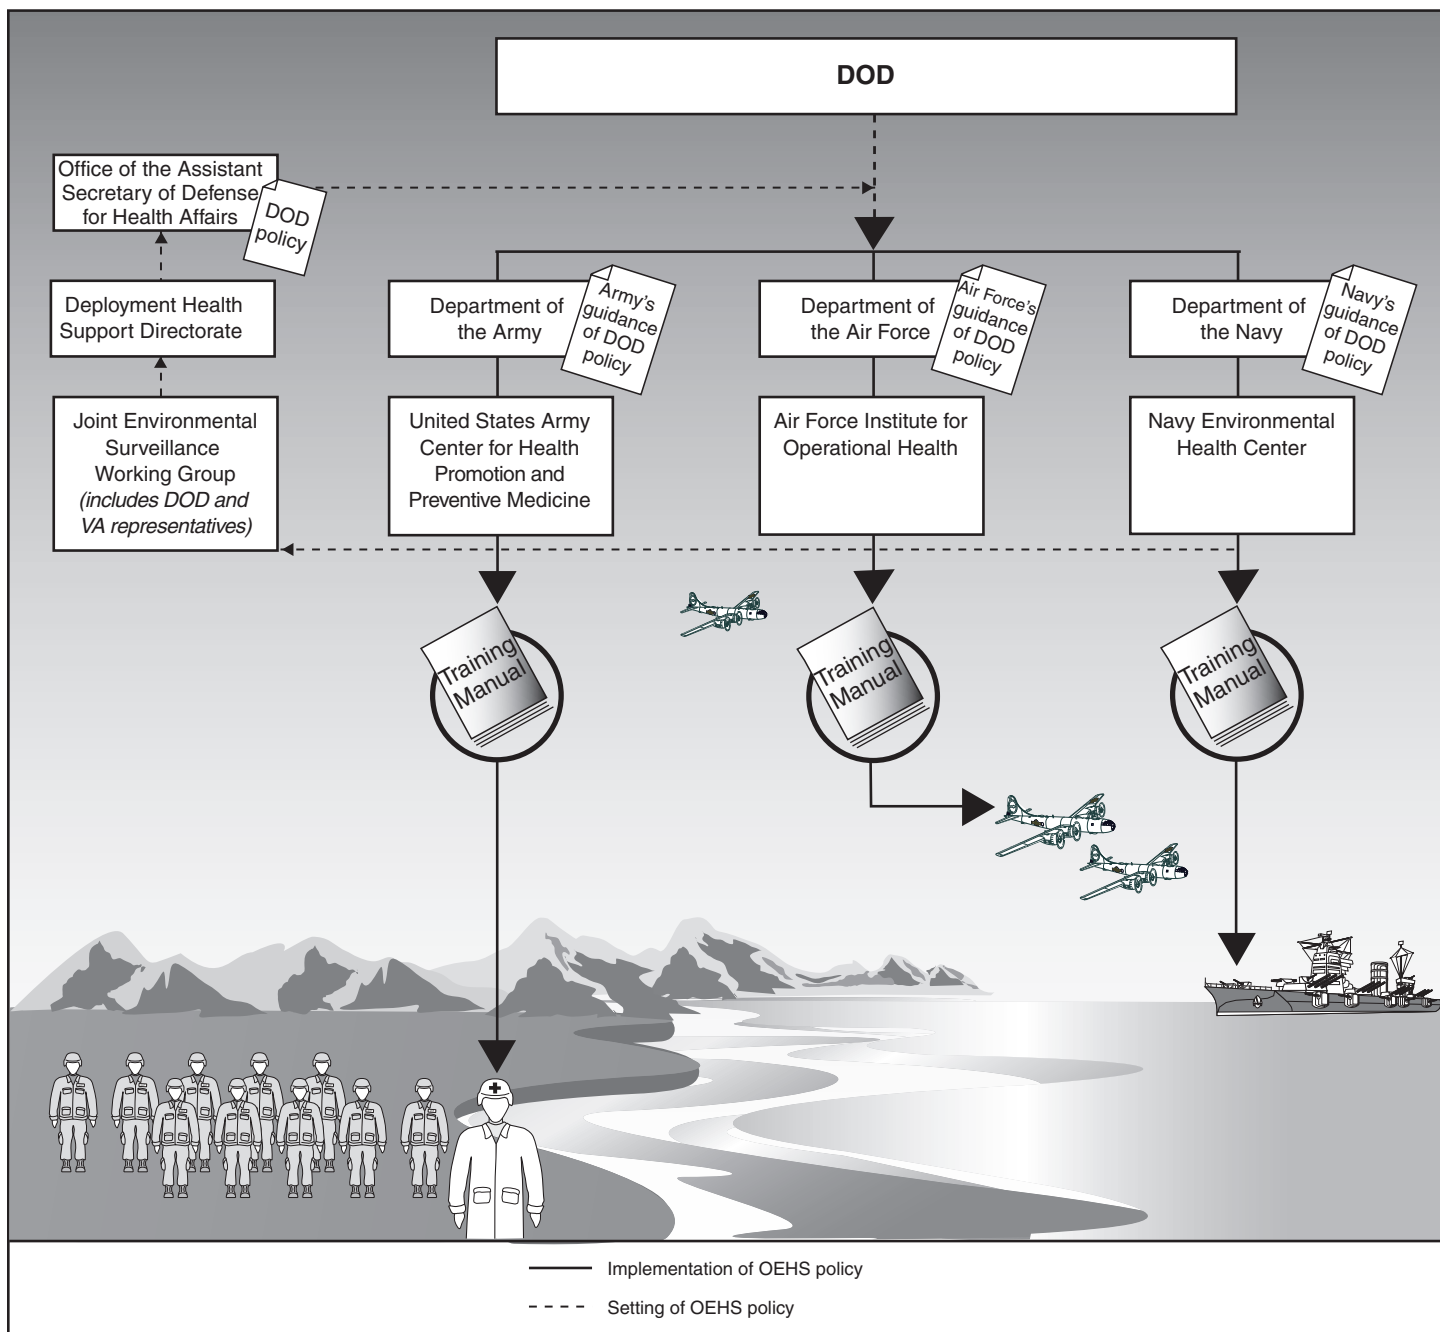 DOD
Office of the Assistant
Secretary of Defense
for Health Affairs
DOD
policy
Deployment Health
Support Directorate
Department of
the Army
Army's
guidance
of DOD
policy
Department of
the Air Force
Air Force's
guidance
of DOD
policy
Department of
the Navy
Navy's
guidance
of DOD
policy
Joint Environmental
Surveillance
Working Group
(includes DOD and
VA representatives)
United States Army
Center for Health
Promotion and
Preventive Medicine
Air Force Institute for
Operational Health
Navy Environmental
Health Center
Training
Manual
Training
Manual
Training
Manual
Implementation of OEHS policy
Setting of OEHS policy